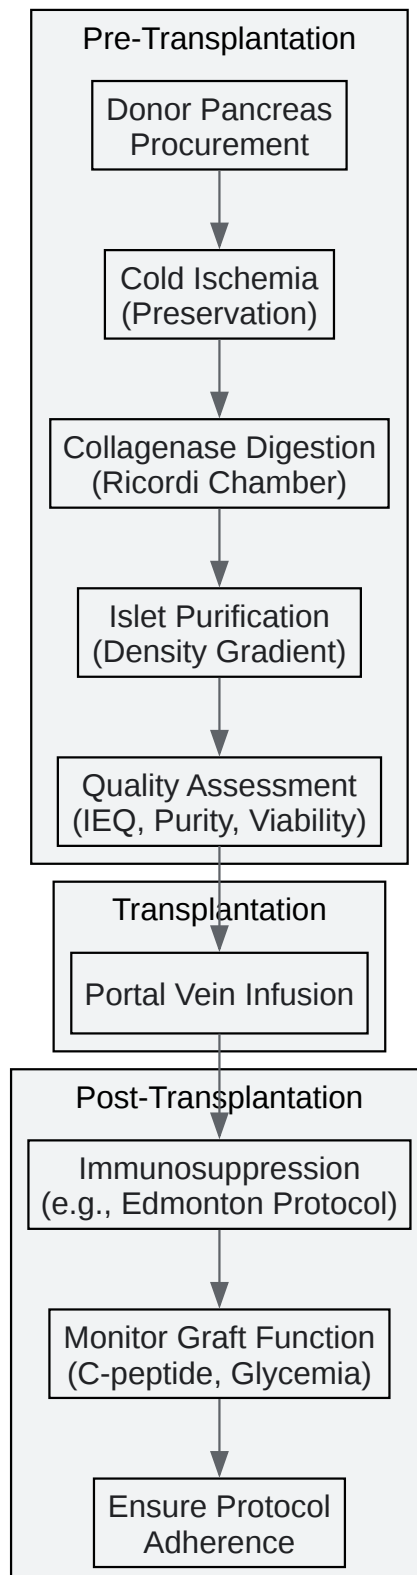 Pre-Transplantation
Donor Pancreas
Procurement
Cold Ischemia
(Preservation)
Collagenase Digestion
(Ricordi Chamber)
Islet Purification
(Density Gradient)
Quality Assessment
(IEQ, Purity, Viability)
Transplantation
Portal Vein Infusion
Post-Transplantation
Immunosuppression
(e.g., Edmonton Protocol)
Monitor Graft Function
(C-peptide, Glycemia)
Ensure Protocol
Adherence